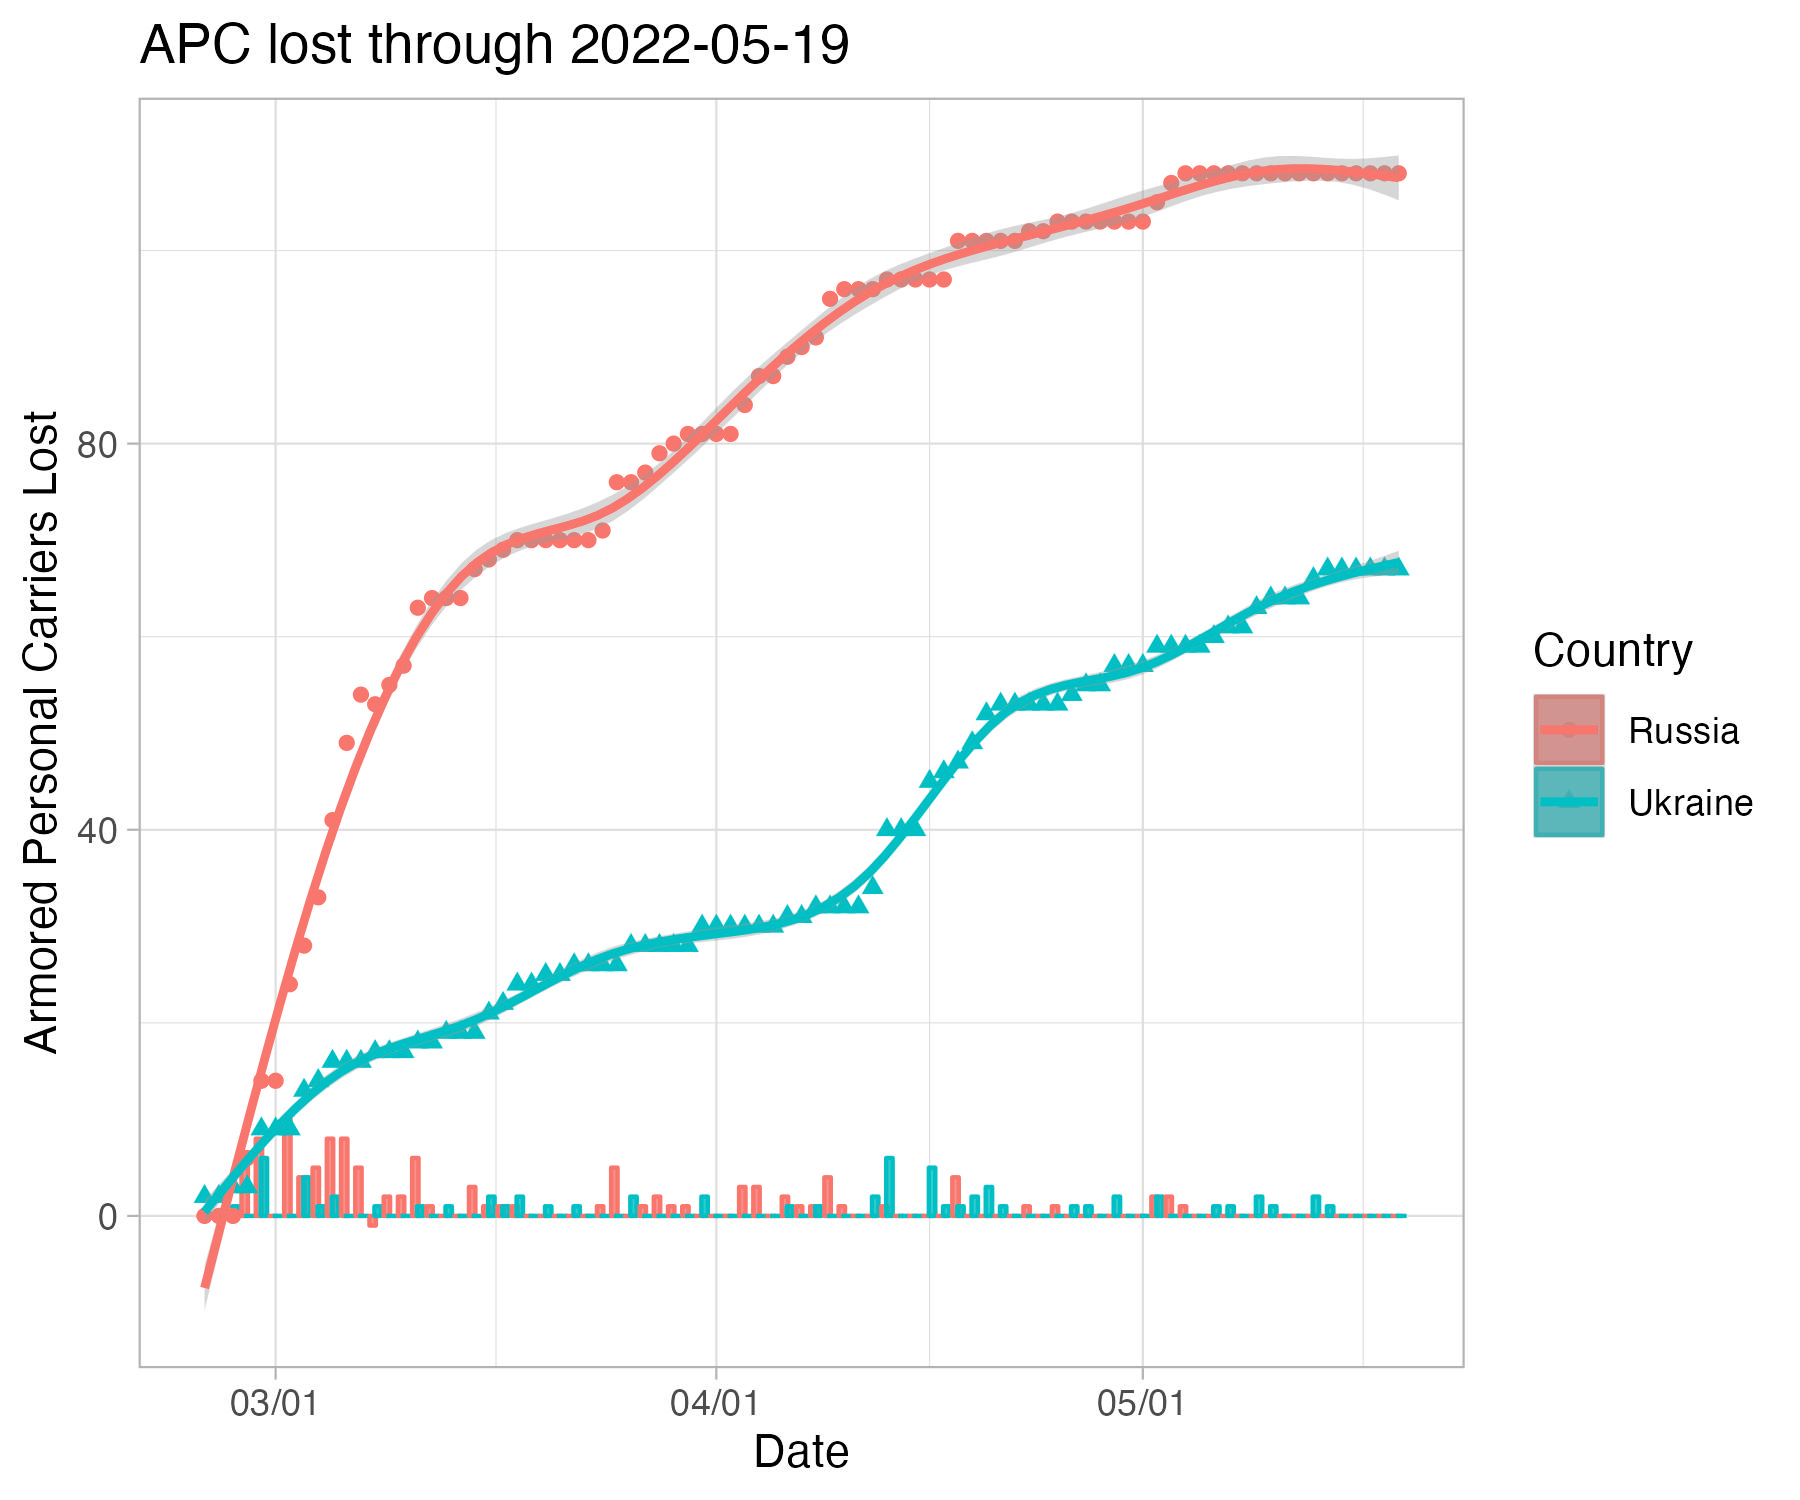 APC lost through 2022-05-19
Armored Personal Carriers Lost
80
40
0
03/01
04/01
05/01
Date
Country
Russia
Ukraine